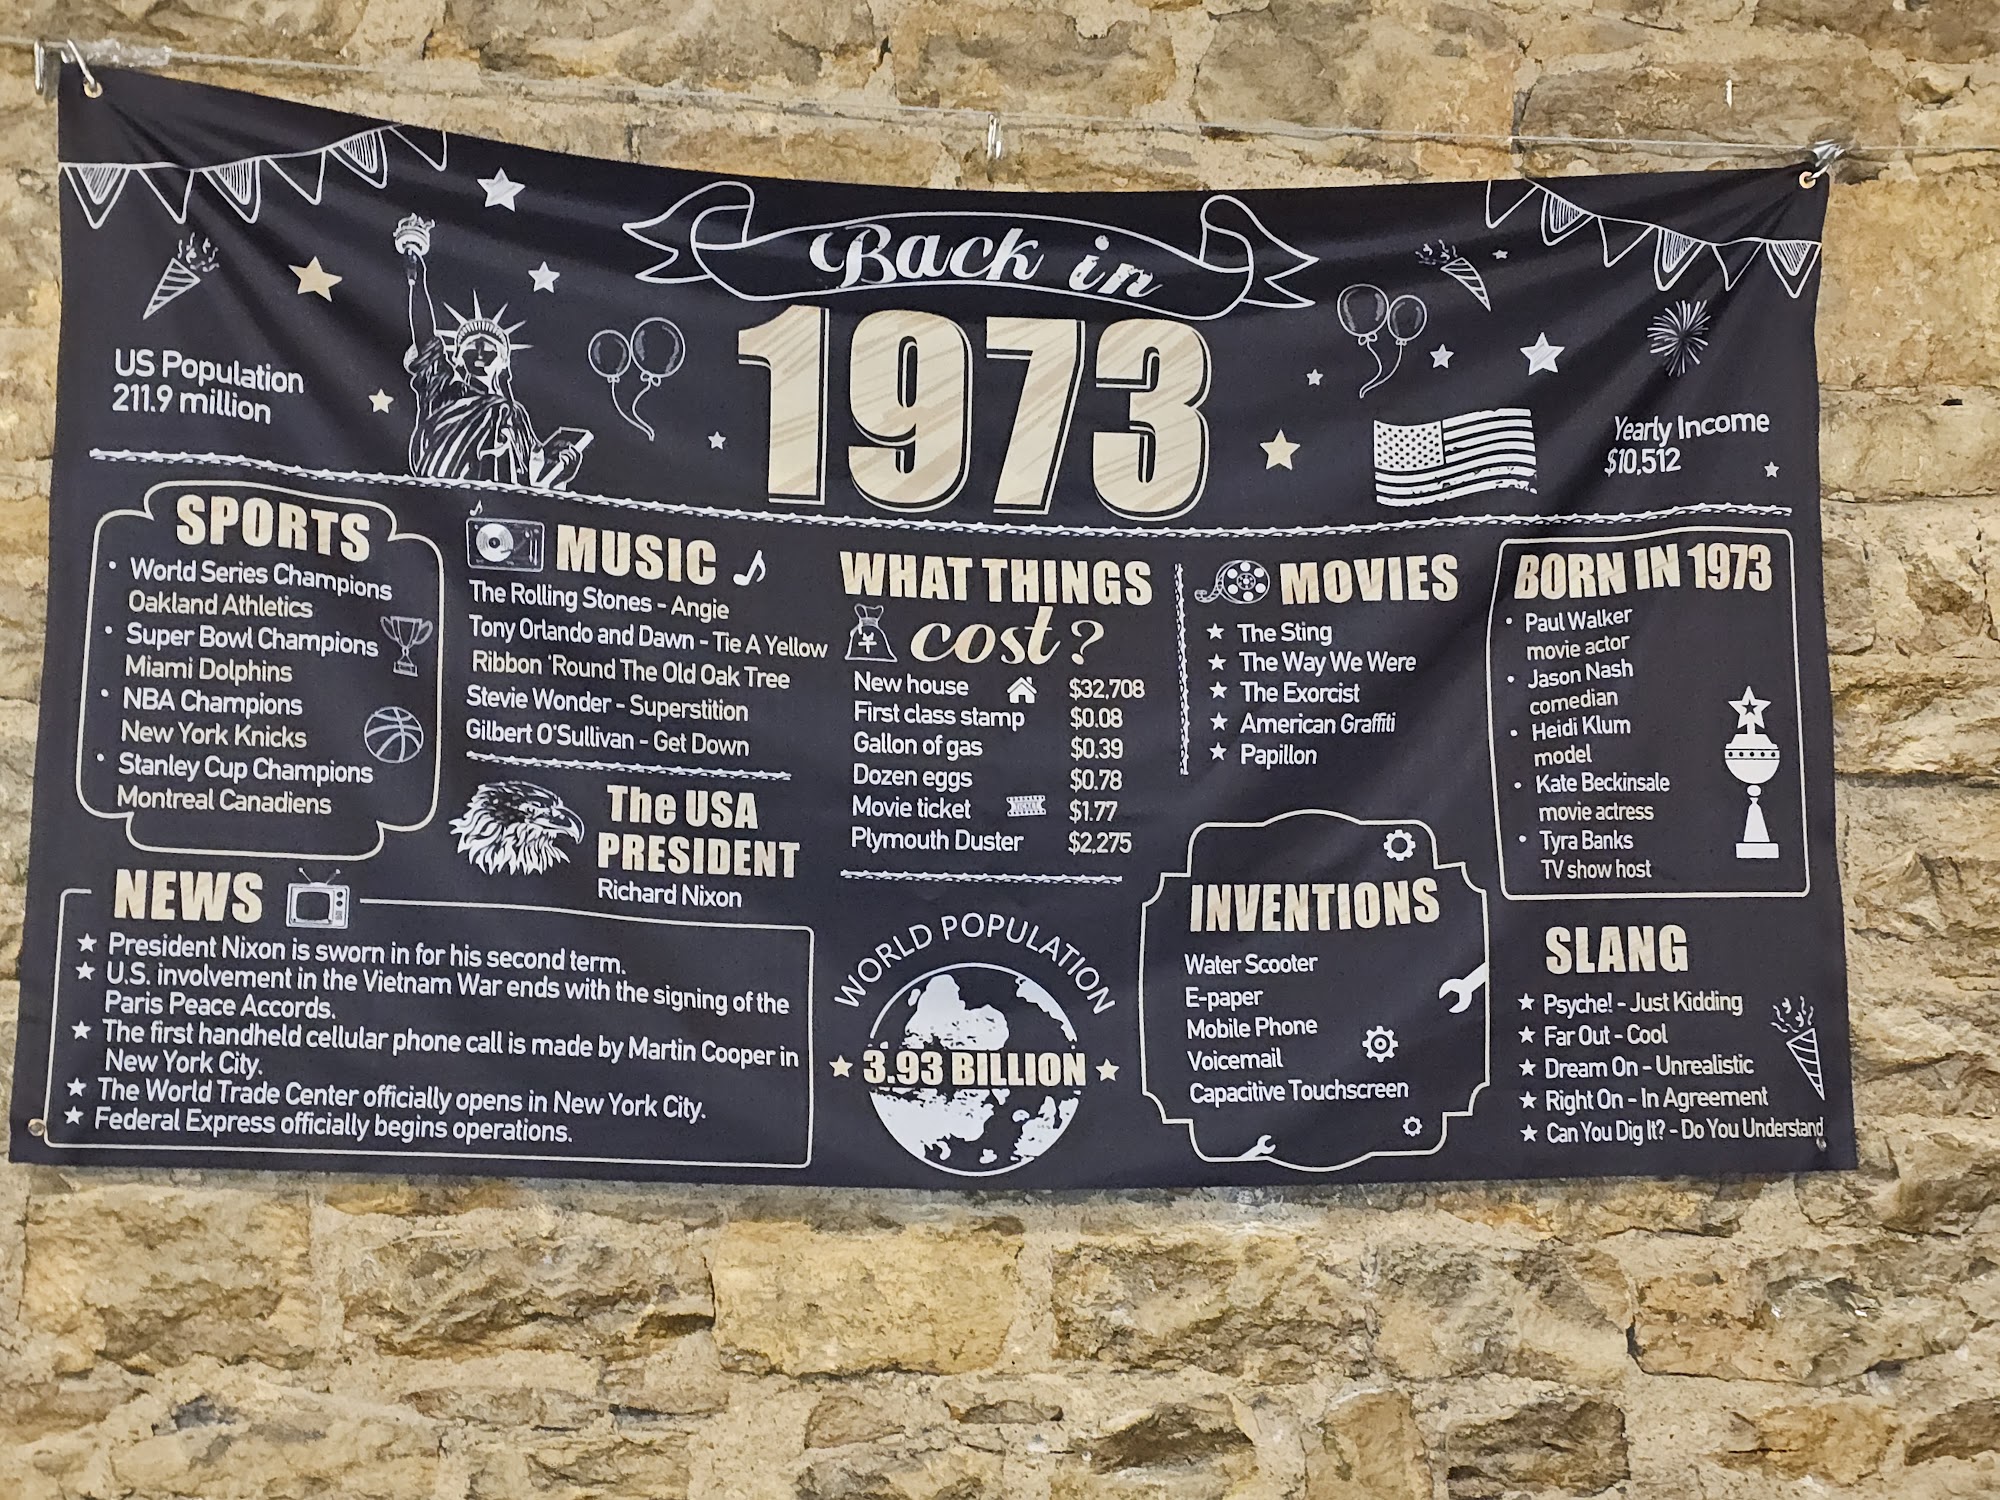 Back in
1973
US Population
211.9 million
Yearly Income
$10,512
SPORTS
• World Series Champions
Oakland Athletics
• Super Bowl Champions
Miami Dolphins
• NBA Champions
New York Knicks
• Stanley Cup Champions
Montreal Canadiens
MUSIC
The Rolling Stones - Angie
Tony Orlando and Dawn - Tie A Yellow
Ribbon 'Round The Old Oak Tree
Stevie Wonder - Superstition
Gilbert O'Sullivan - Get Down
The USA
PRESIDENT
Richard Nixon
WHAT THINGS
cost?
¥
New house $32,708
First class stamp $0.08
Gallon of gas $0.39
Dozen eggs $0.78
Movie ticket TICKET $1.77
Plymouth Duster $2,275
MOVIES
★ The Sting
★ The Way We Were
★ The Exorcist
★ American Graffiti
★ Papillon
BORN IN 1973
• Paul Walker
movie actor
• Jason Nash
comedian
• Heidi Klum
model
• Kate Beckinsale
movie actress
• Tyra Banks
TV show host
NEWS
★ President Nixon is sworn in for his second term.
★ U.S. involvement in the Vietnam War ends with the signing of the
Paris Peace Accords.
★ The first handheld cellular phone call is made by Martin Cooper in
New York City.
★ The World Trade Center officially opens in New York City.
★ Federal Express officially begins operations.
WORLD POPULATION
★ 3.93 BILLION ★
INVENTIONS
Water Scooter
E-paper
Mobile Phone
Voicemail
Capacitive Touchscreen
SLANG
★ Psyche! - Just Kidding
★ Far Out - Cool
★ Dream On - Unrealistic
★ Right On - In Agreement
★ Can You Dig It? - Do You Understand